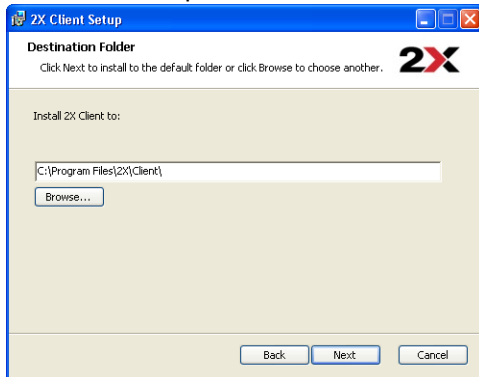 2X Client Setup
Destination Folder
Click Next to install to the default folder or click Browse to choose another.
2X
Install 2X Client to:
C:\Program Files\2X\Client\
Browse...
Back Next Cancel